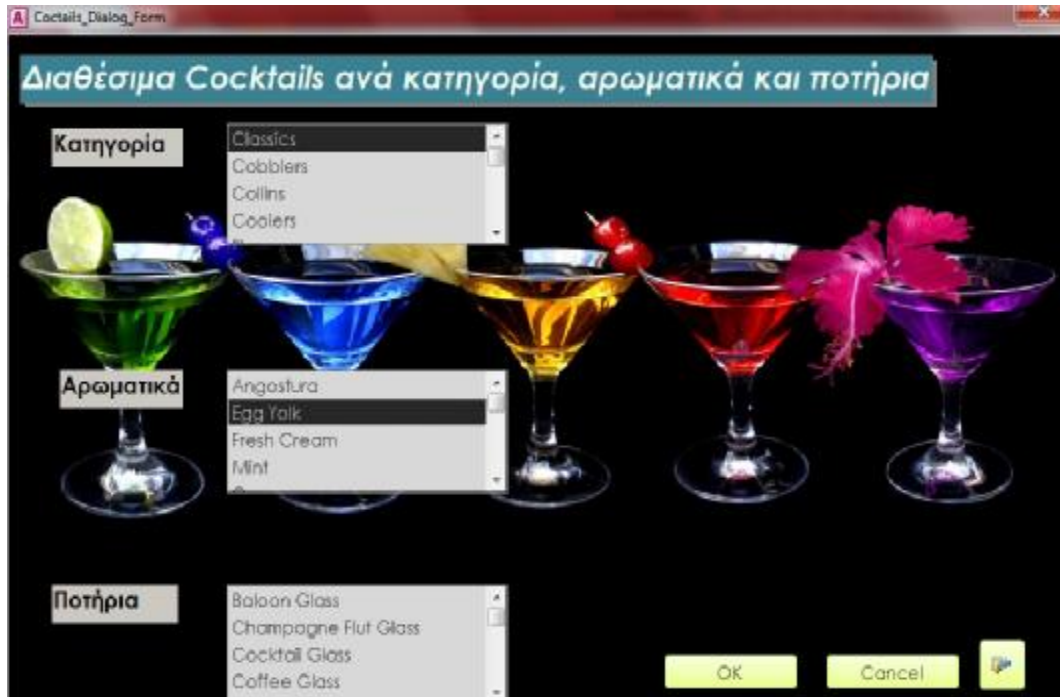 Coctails_Dialog_Form
Διαθέσιμα Cocktails ανά κατηγορία, αρωματικά και ποτήρια
Κατηγορία
Classics
Cobblers
Collins
Coolers
Αρωματικά
Angostura
Egg Yolk
Fresh Cream
Mint
Ποτήρια
Baloon Glass
Champagne Flut Glass
Cocktail Glass
Coffee Glass
OK
Cancel